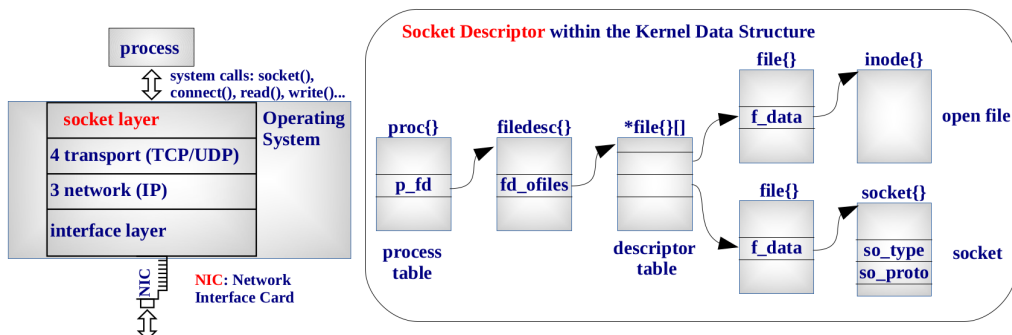 process
system calls: socket(),
connect(), read(), write()...
socket layer
Operating
System
4 transport (TCP/UDP)
3 network (IP)
interface layer
NIC
NIC: Network
Interface Card
Socket Descriptor within the Kernel Data Structure
proc{}
p_fd
process
table
filedesc{}
fd_ofiles
*file{}[]
descriptor
table
file{}
f_data
inode{}
open file
file{}
f_data
socket{}
so_type
so_proto
socket